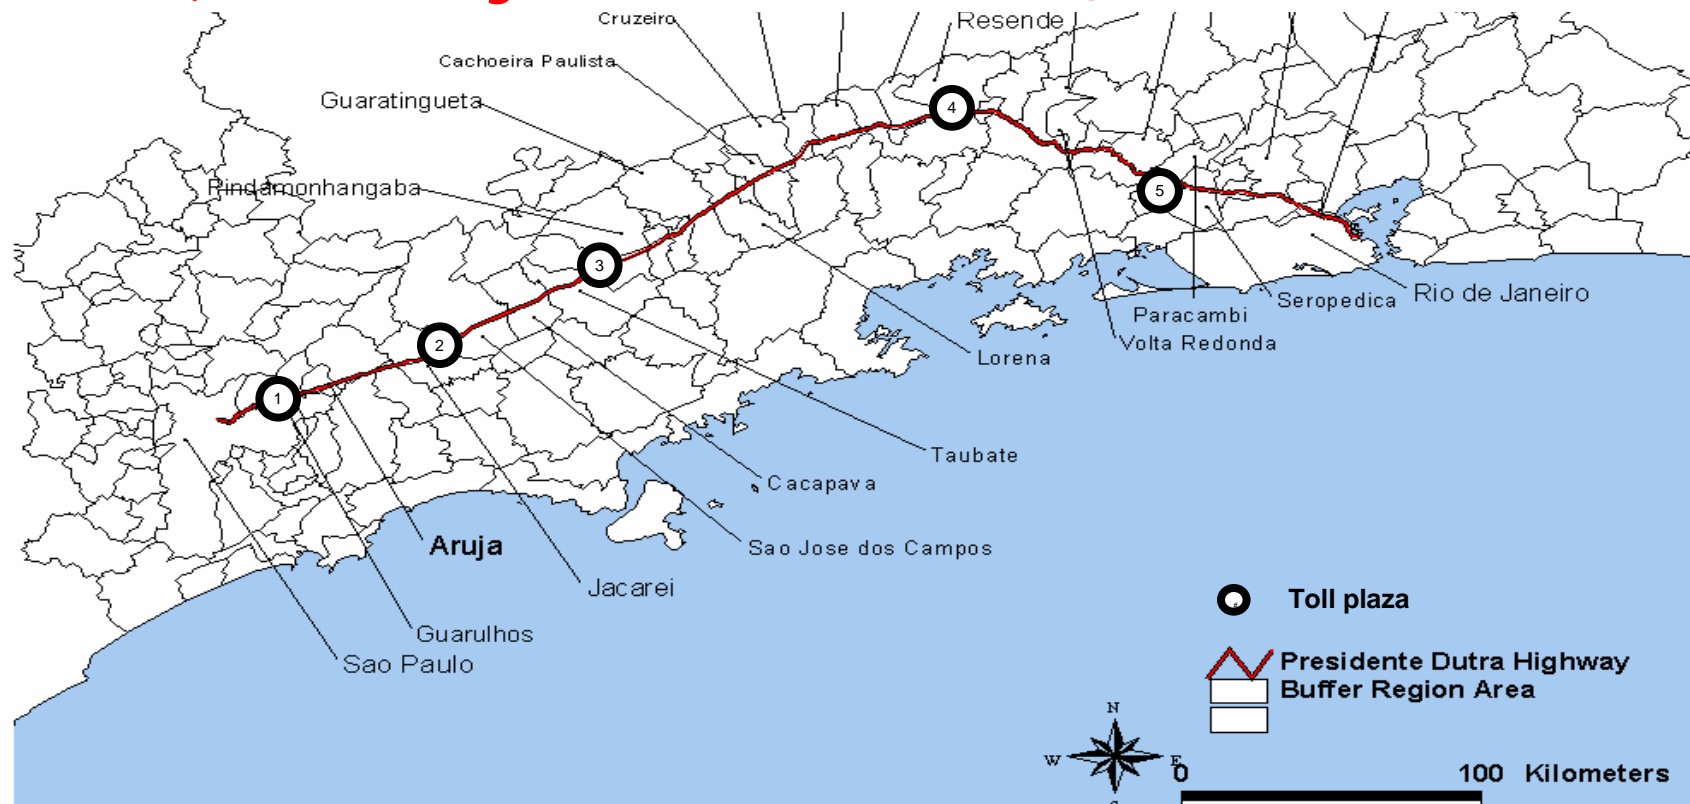 Cruzeiro
Resende
Cachoeira Paulista
Guaratingueta
4
Pindamonhangaba
5
3
Seropedica
Rio de Janeiro
Paracambi
Volta Redonda
2
Lorena
1
Taubate
Cacapava
Aruja
Sao Jose dos Campos
Jacarei
Toll plaza
Guarulhos
Sao Paulo
Presidente Dutra Highway
Buffer Region Area
N
W
E
0
100 Kilometers